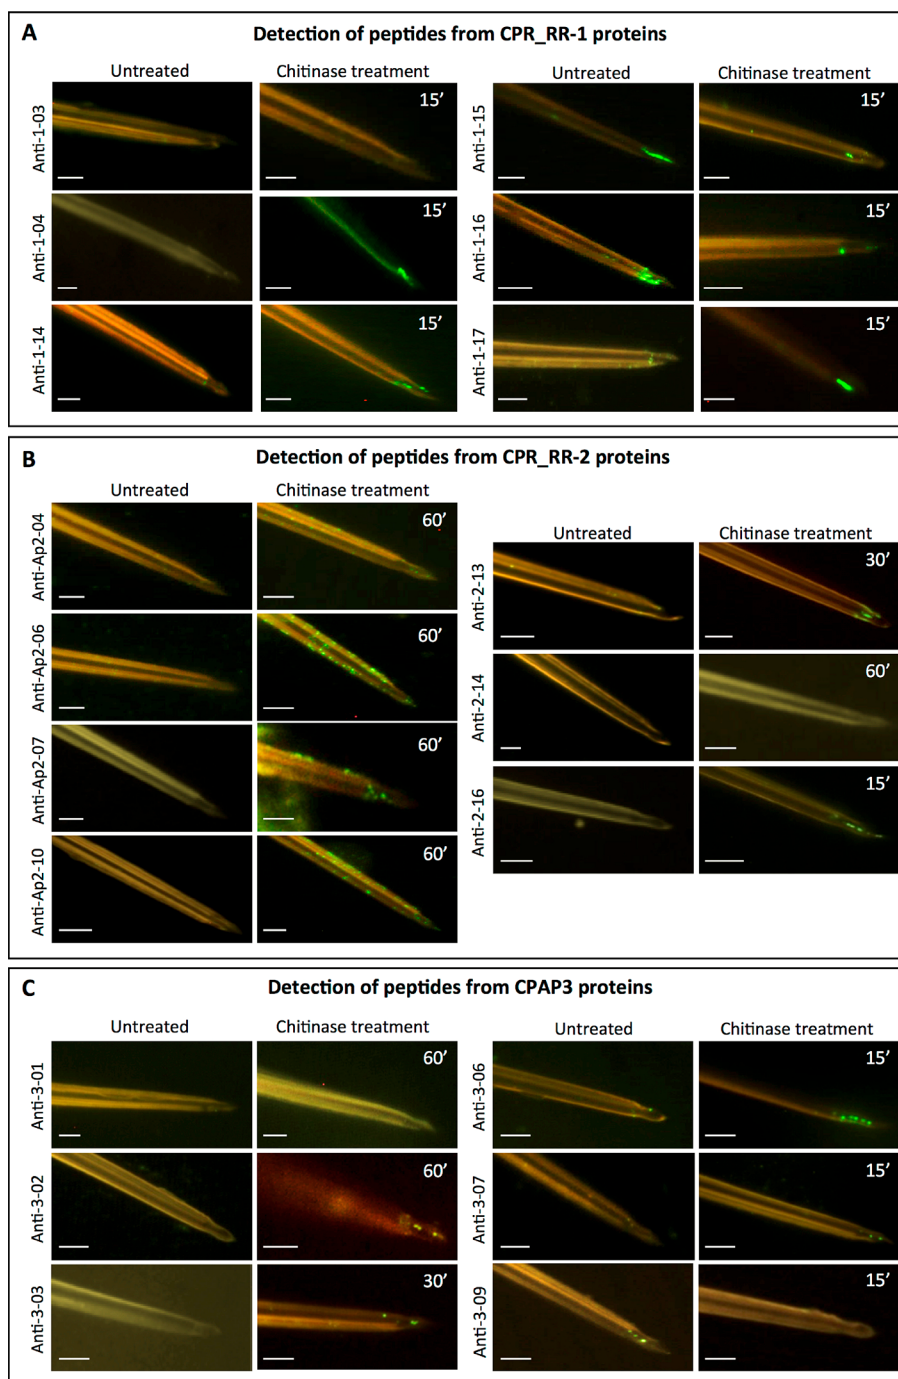 A
Detection of peptides from CPR_RR-1 proteins
Untreated
Chitinase treatment
Untreated
Chitinase treatment
Anti-1-03
15’
Anti-1-15
15’
Anti-1-04
15’
Anti-1-16
15’
Anti-1-14
15’
Anti-1-17
15’
B
Detection of peptides from CPR_RR-2 proteins
Untreated
Chitinase treatment
Anti-Ap2-04
60’
Anti-Ap2-06
60’
Anti-Ap2-07
60’
Anti-Ap2-10
60’
Untreated
Chitinase treatment
Anti-2-13
30’
Anti-2-14
60’
Anti-2-16
15’
C
Detection of peptides from CPAP3 proteins
Untreated
Chitinase treatment
Untreated
Chitinase treatment
Anti-3-01
60’
Anti-3-06
15’
Anti-3-02
60’
Anti-3-07
15’
Anti-3-03
30’
Anti-3-09
15’